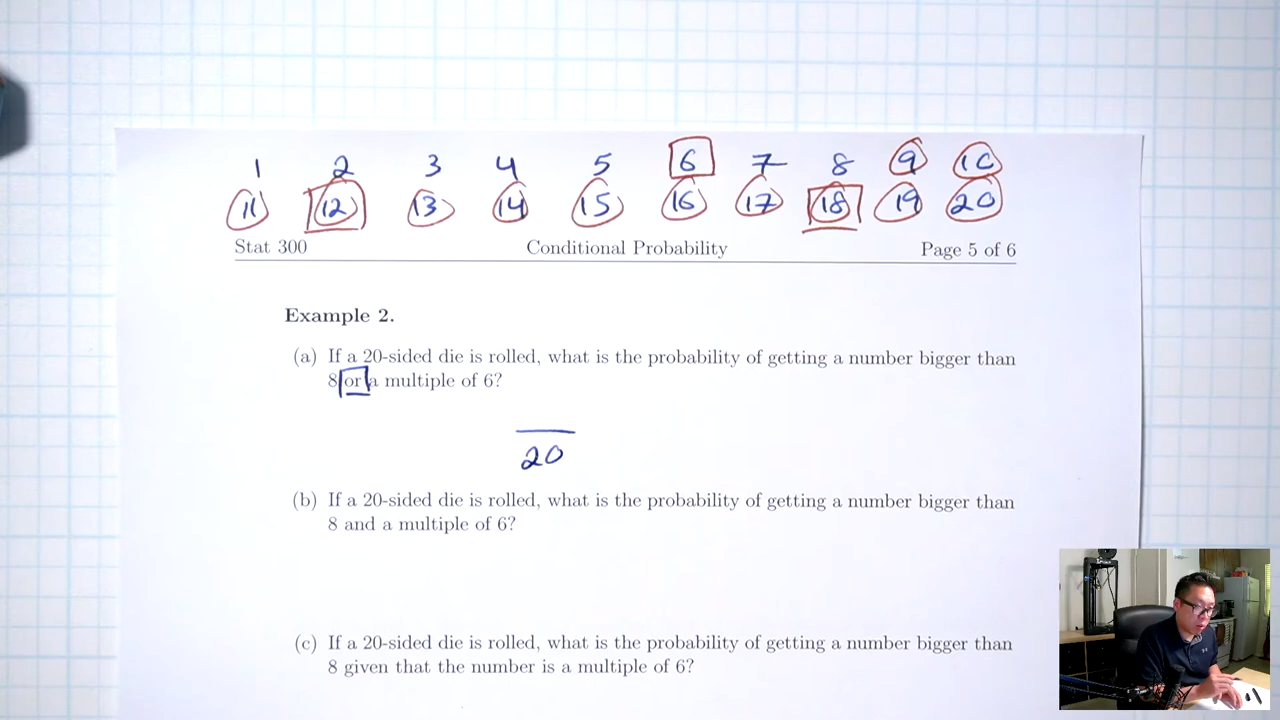 1 2 3 4 5 6 7 8 9 10
11 12 13 14 15 16 17 18 19 20
Stat 300 Conditional Probability Page 5 of 6
Example 2.
(a) If a 20-sided die is rolled, what is the probability of getting a number bigger than
8 or a multiple of 6?
20
(b) If a 20-sided die is rolled, what is the probability of getting a number bigger than
8 and a multiple of 6?
(c) If a 20-sided die is rolled, what is the probability of getting a number bigger than
8 given that the number is a multiple of 6?